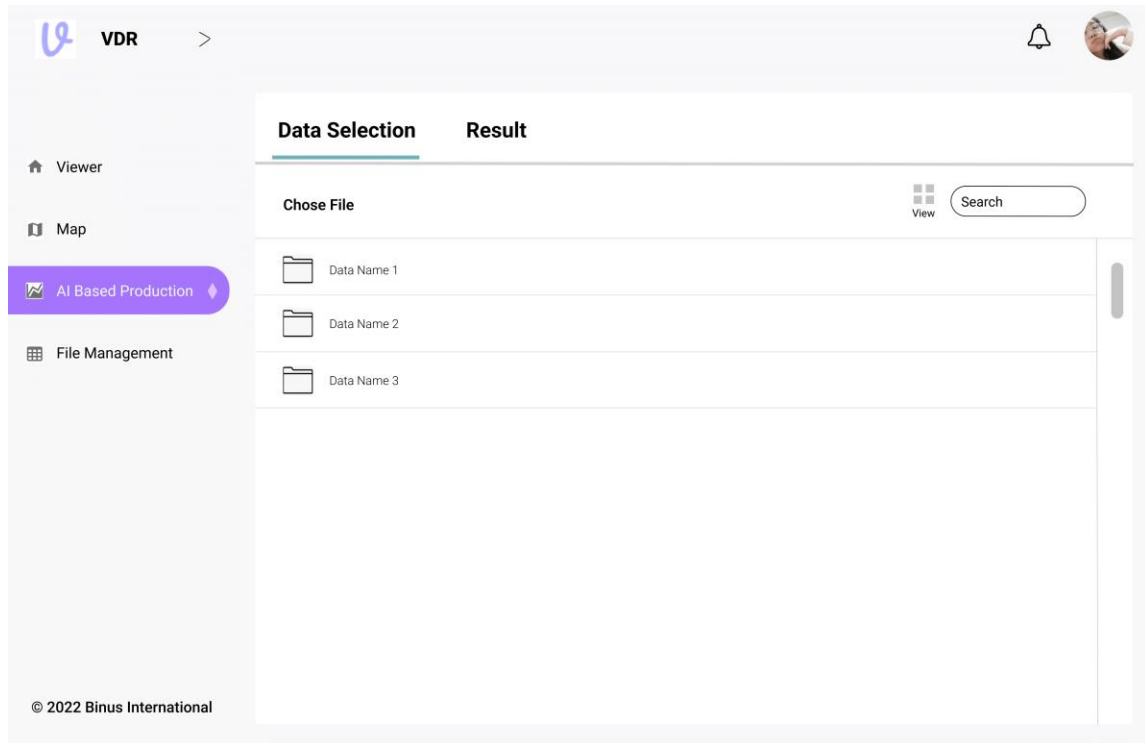 VDR >
Data Selection Result
Viewer
Chose File
View
Search
Map
Data Name 1
AI Based Production
Data Name 2
File Management
Data Name 3
© 2022 Binus International